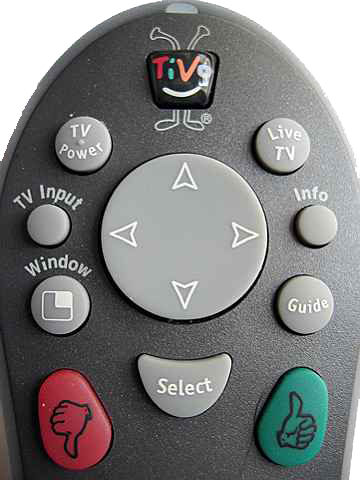 TiVo
®
TV
Power
Live
TV
TV Input
Info
Window
Guide
Select